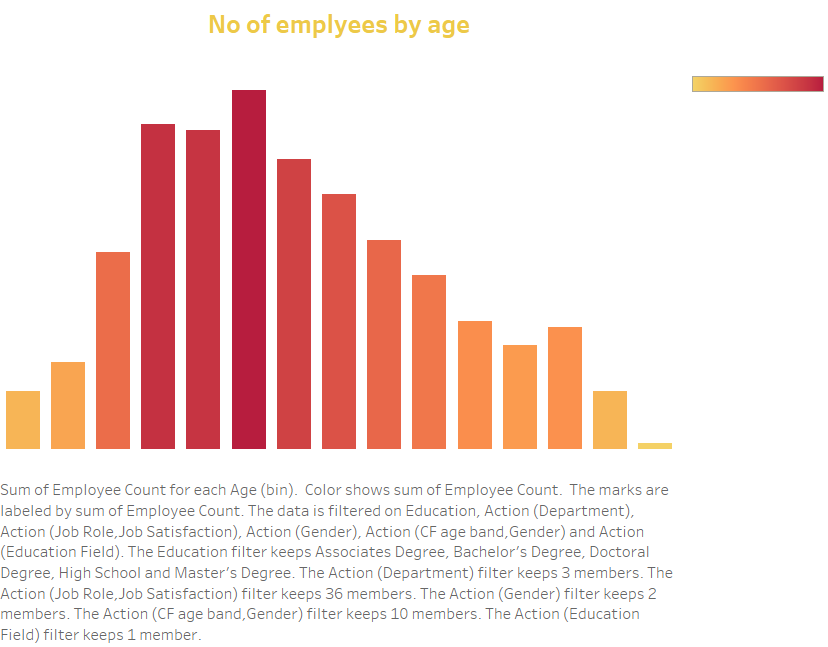 No of emplyees by age
Sum of Employee Count for each Age (bin).  Color shows sum of Employee Count.  The marks are
labeled by sum of Employee Count. The data is filtered on Education, Action (Department),
Action (Job Role,Job Satisfaction), Action (Gender), Action (CF age band,Gender) and Action
(Education Field). The Education filter keeps Associates Degree, Bachelor's Degree, Doctoral
Degree, High School and Master's Degree. The Action (Department) filter keeps 3 members. The
Action (Job Role,Job Satisfaction) filter keeps 36 members. The Action (Gender) filter keeps 2
members. The Action (CF age band,Gender) filter keeps 10 members. The Action (Education
Field) filter keeps 1 member.